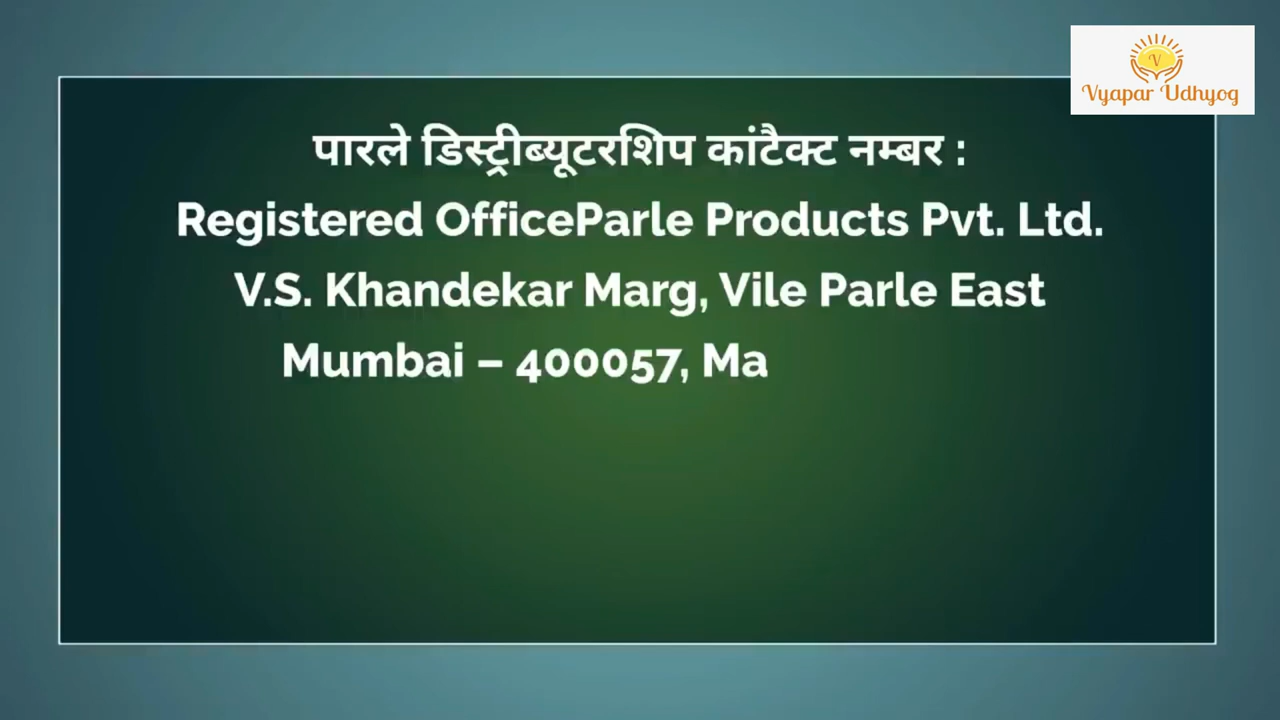 Vyapar Udhyog
पारले डिस्ट्रीब्यूटरशिप कांटैक्ट नम्बर :
Registered OfficeParle Products Pvt. Ltd.
V.S. Khandekar Marg, Vile Parle East
Mumbai – 400057, Ma